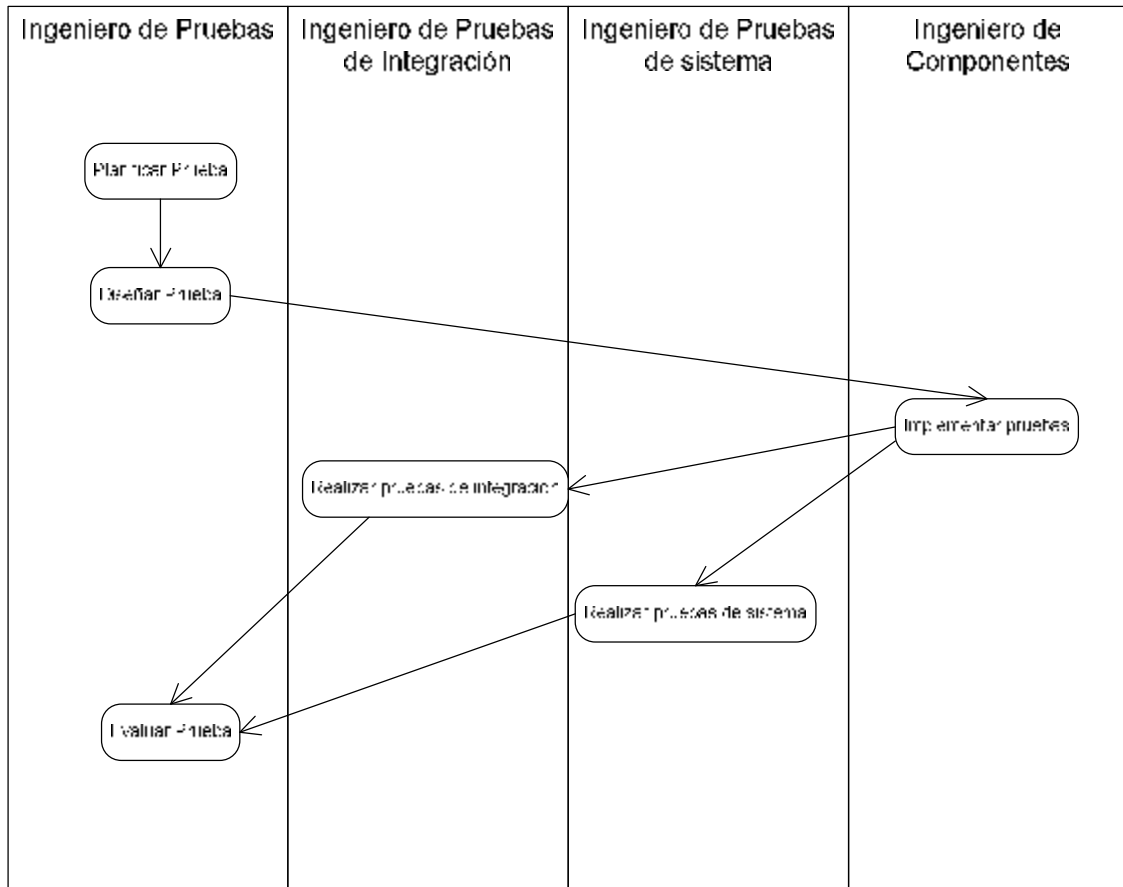 Ingeniero de Pruebas
Ingeniero de Pruebas
de Integración
Ingeniero de Pruebas
de sistema
Ingeniero de
Componentes
Planificar Prueba
Diseñar Prueba
Implementar pruebas
Realizar pruebas de integración
Realizar pruebas de sistema
Evaluar Prueba